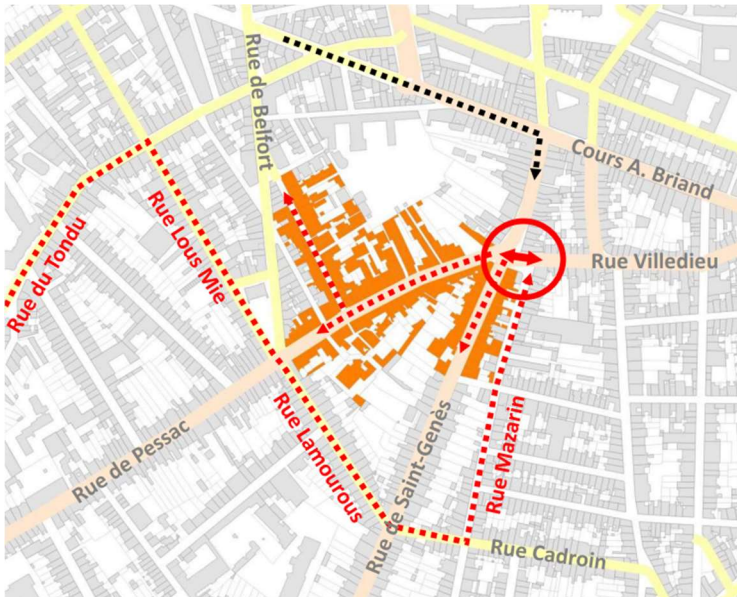 Rue de Belfort
Cours A. Briand
Rue du Tondu
Rue Lous Mie
Rue Villedieu
Rue de Pessac
Rue Lamourous
Rue de Saint-Genès
Rue Mazarin
Rue Cadroin